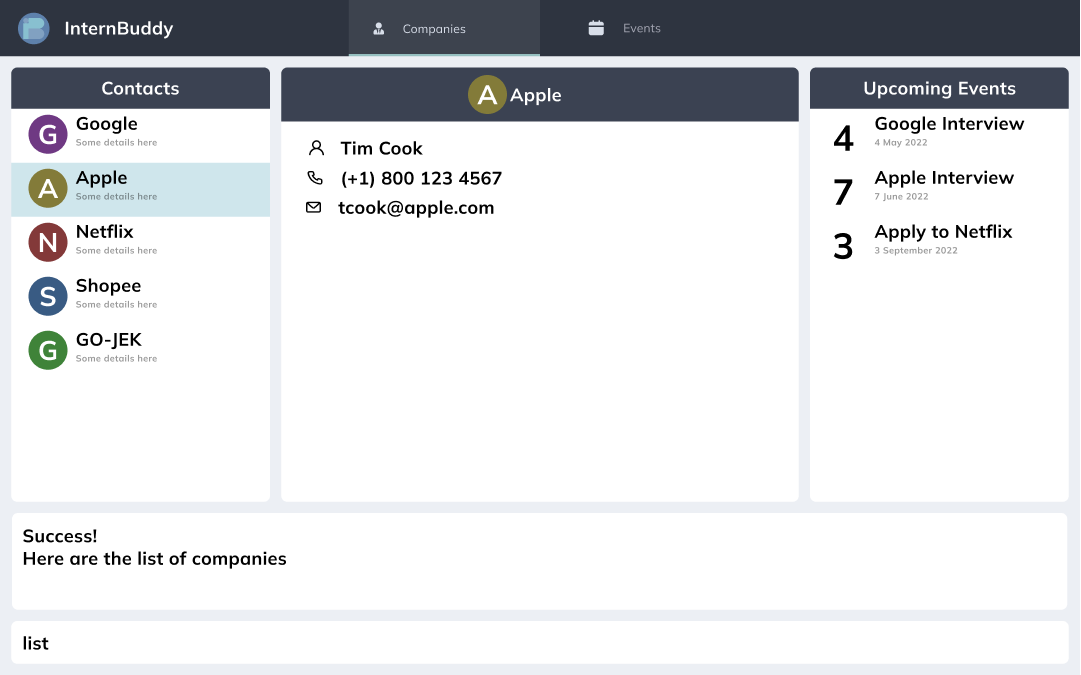 InternBuddy
Companies
Events
Contacts
G
Google
Some details here
A
Apple
Some details here
N
Netflix
Some details here
S
Shopee
Some details here
G
GO-JEK
Some details here
A Apple
Tim Cook
(+1) 800 123 4567
tcook@apple.com
Upcoming Events
4
Google Interview
4 May 2022
7
Apple Interview
7 June 2022
3
Apply to Netflix
3 September 2022
Success!
Here are the list of companies
list